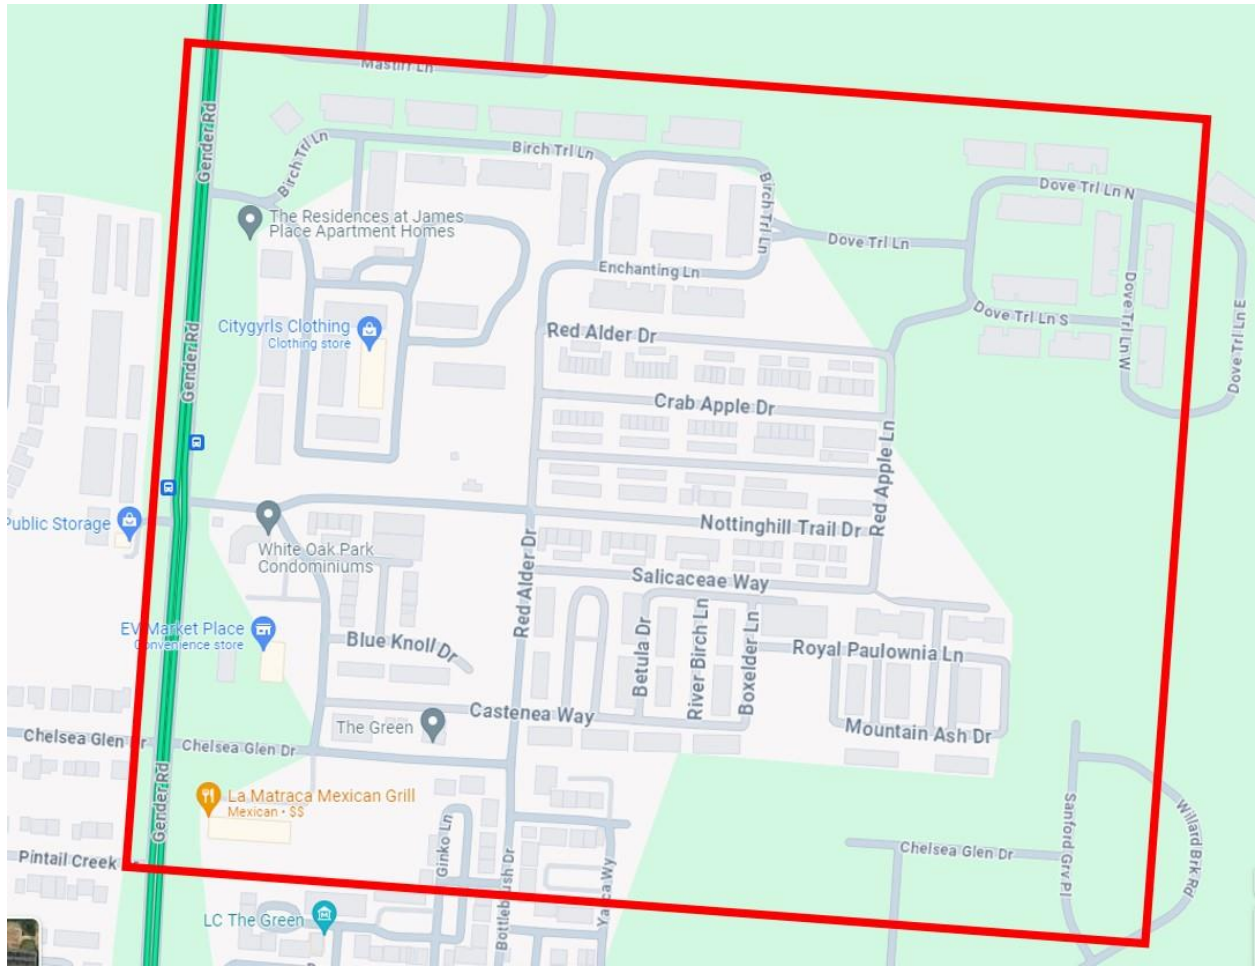 Mastiff Ln
Gender Rd
Birch Trl Ln
Birch Trl Ln
Birch Trl Ln
Dove Trl Ln N
The Residences at James
Place Apartment Homes
Dove Trl Ln
Enchanting Ln
Dove Trl Ln S
Dove Trl Ln W
Dove Trl Ln E
Citygyrls Clothing
Clothing store
Red Alder Dr
Gender Rd
Crab Apple Dr
Red Apple Ln
Public Storage
Nottinghill Trail Dr
White Oak Park
Condominiums
Red Alder Dr
Salicaceae Way
EV Market Place
Convenience store
Blue Knoll Dr
Betula Dr
River Birch Ln
Boxelder Ln
Royal Paulownia Ln
Castenea Way
The Green
Mountain Ash Dr
Chelsea Glen Dr
Chelsea Glen Dr
Gender Rd
La Matraca Mexican Grill
Mexican • $$
Ginko Ln
Sanford Grv Pl
Willard Brk Rd
Chelsea Glen Dr
Pintail Creek
Bottlebrush Dr
Yucca Wy
LC The Green